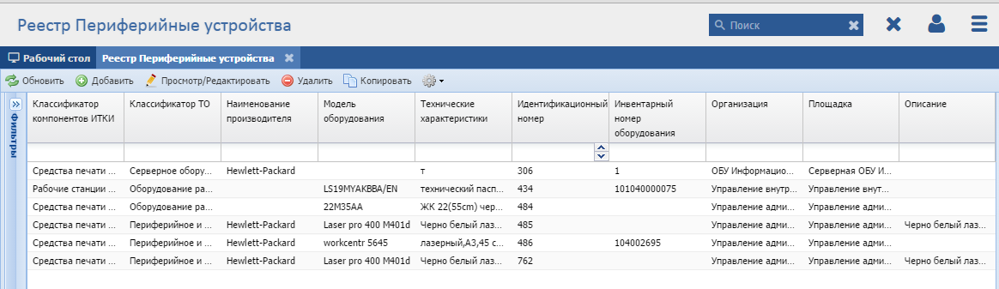 Реестр Периферийные устройства
Поиск
Рабочий стол Реестр Периферийные устройства
Обновить Добавить Просмотр/Редактировать Удалить Копировать
Фильтры
Классификатор компонентов ИТКИ Классификатор ТО Наименование производителя Модель оборудования Технические характеристики Идентификационный номер Инвентарный номер оборудования Организация Площадка Описание
Средства печати ... Серверное обору... Hewlett-Packard т 306 1 ОБУ Информацио... Серверная ОБУ И...
Рабочие станции ... Оборудование ра... LS19MYAKBBA/EN технический пасп... 434 101040000075 Управление внутр... Управление внут...
Средства печати ... Оборудование ра... 22M35AA ЖК 22(55cm) чер... 484 Управление адми... Управление адми...
Средства печати ... Периферийное и ... Hewlett-Packard Laser pro 400 M401d Черно белый лаз... 485 Управление адми... Управление адми... Черно белый лаз...
Средства печати ... Периферийное и ... Hewlett-Packard workcentr 5645 лазерный,А3,45 с... 486 104002695 Управление адми... Управление адми...
Средства печати ... Периферийное и ... Hewlett-Packard Laser pro 400 M401d Черно белый лаз... 762 Управление адми... Управление адми... Черно белый лаз...